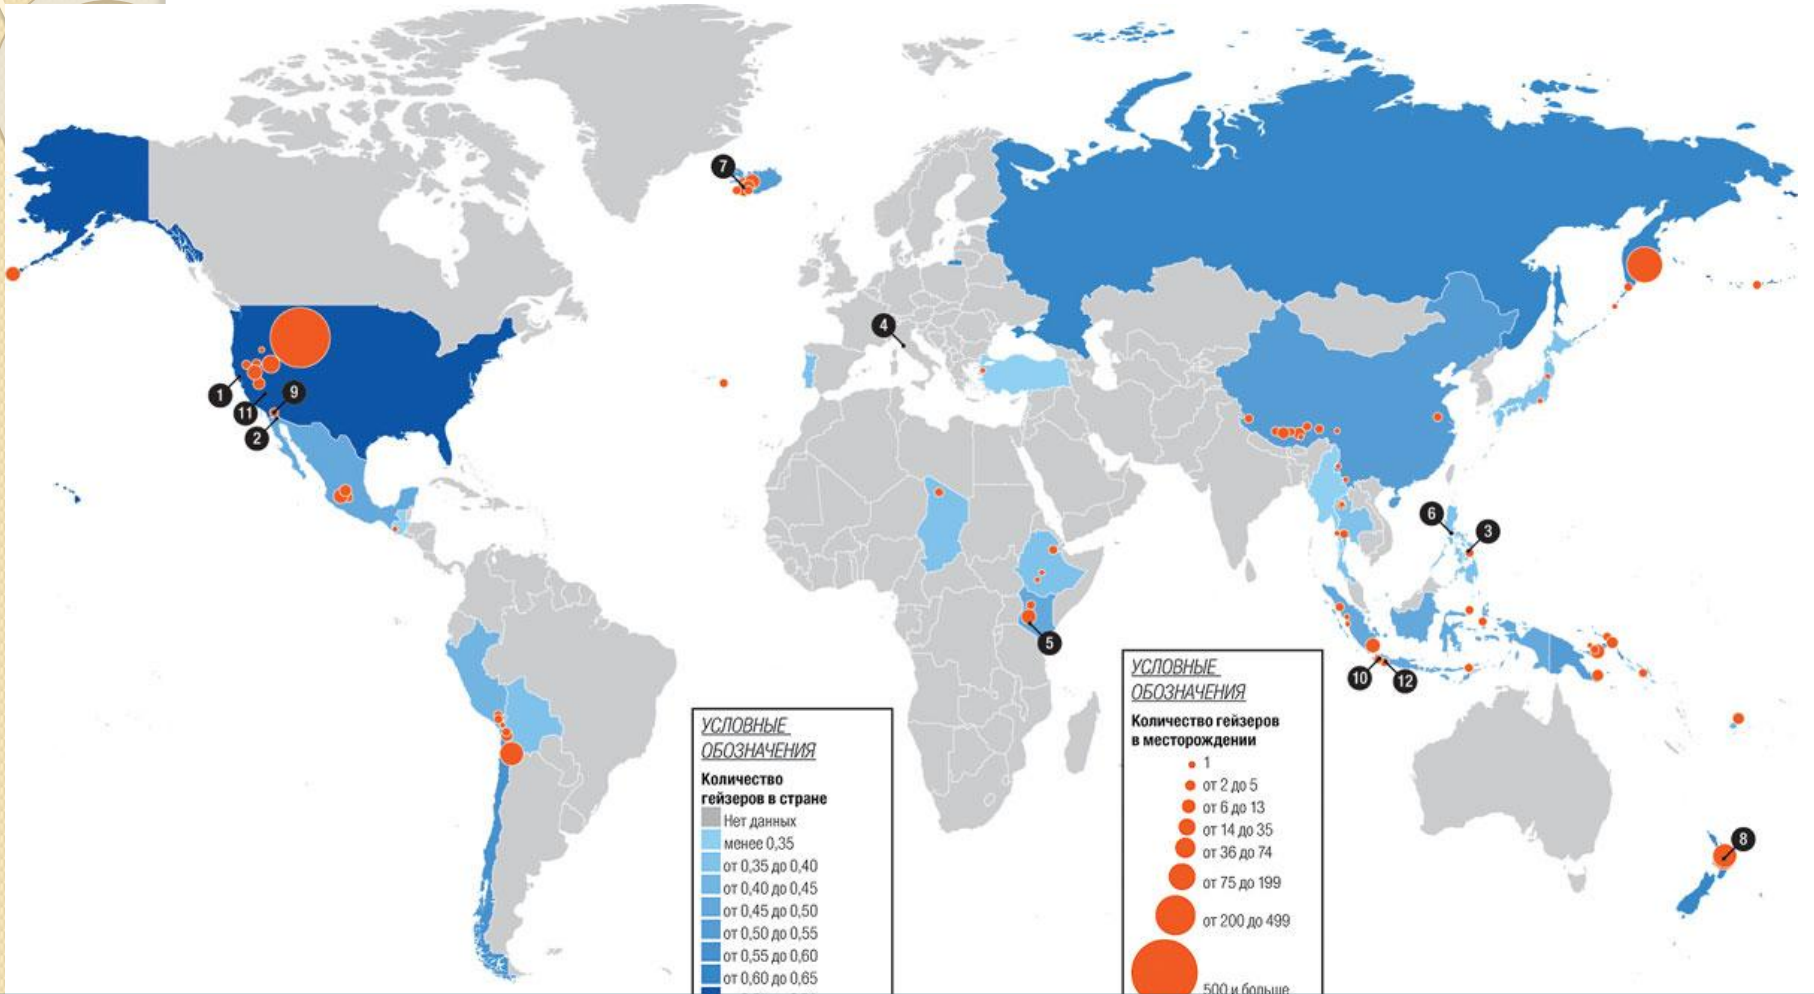 7
4
1
9
11
2
6
3
5
10
12
8
УСЛОВНЫЕ
ОБОЗНАЧЕНИЯ
Количество
гейзеров в стране
Нет данных
менее 0,35
от 0,35 до 0,40
от 0,40 до 0,45
от 0,45 до 0,50
от 0,50 до 0,55
от 0,55 до 0,60
от 0,60 до 0,65
УСЛОВНЫЕ
ОБОЗНАЧЕНИЯ
Количество гейзеров
в месторождении
1
от 2 до 5
от 6 до 13
от 14 до 35
от 36 до 74
от 75 до 199
от 200 до 499
500 и больше